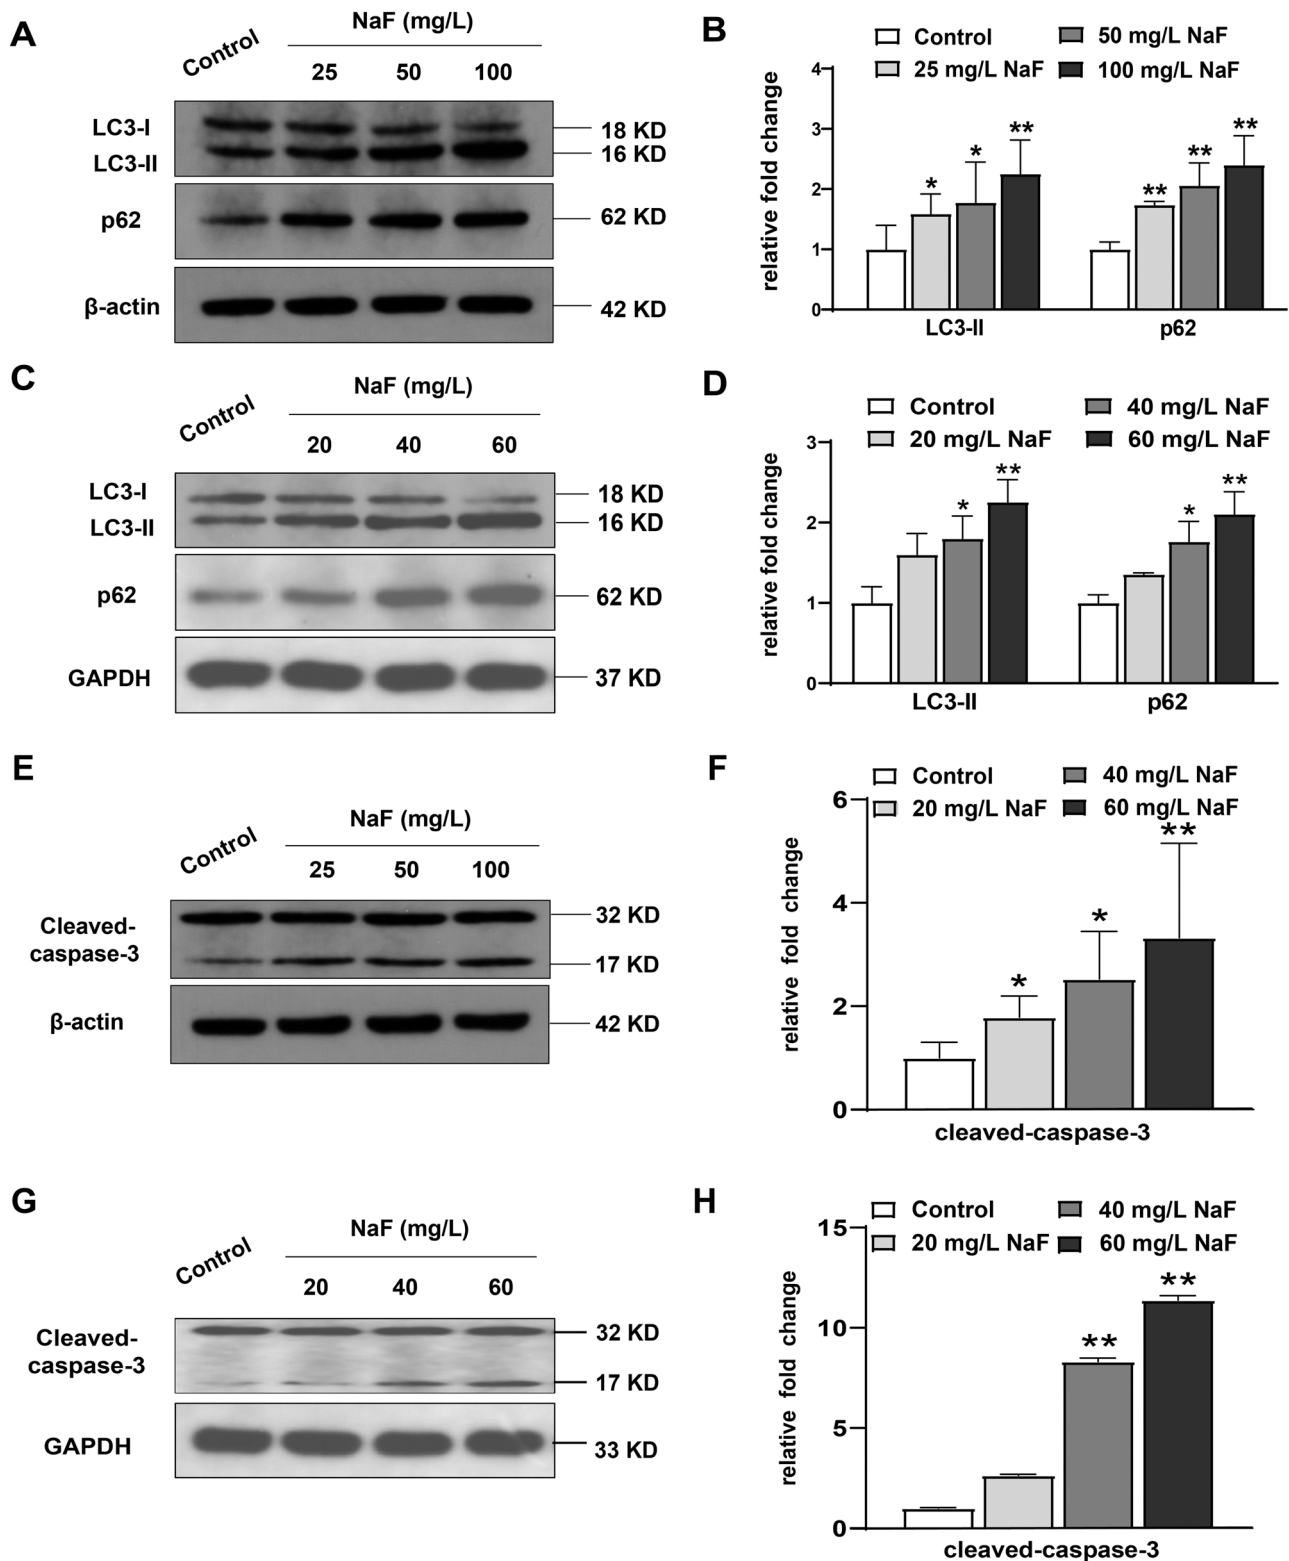 A
NaF (mg/L)
Control
25 50 100
LC3-I
LC3-II
18 KD
16 KD
p62
62 KD
β-actin
42 KD
B
Control
50 mg/L NaF
25 mg/L NaF
100 mg/L NaF
relative fold change
4
3
2
1
0
*
*
**
**
**
**
LC3-II
p62
C
NaF (mg/L)
Control
20 40 60
LC3-I
LC3-II
18 KD
16 KD
p62
62 KD
GAPDH
37 KD
D
Control
40 mg/L NaF
20 mg/L NaF
60 mg/L NaF
relative fold change
3
2
1
0
*
**
*
**
LC3-II
p62
E
NaF (mg/L)
Control
25 50 100
Cleaved-
caspase-3
32 KD
17 KD
β-actin
42 KD
F
Control
40 mg/L NaF
20 mg/L NaF
60 mg/L NaF
relative fold change
6
4
2
0
*
*
**
cleaved-caspase-3
G
NaF (mg/L)
Control
20 40 60
Cleaved-
caspase-3
32 KD
17 KD
GAPDH
33 KD
H
Control
40 mg/L NaF
20 mg/L NaF
60 mg/L NaF
relative fold change
15
10
5
0
**
**
cleaved-caspase-3